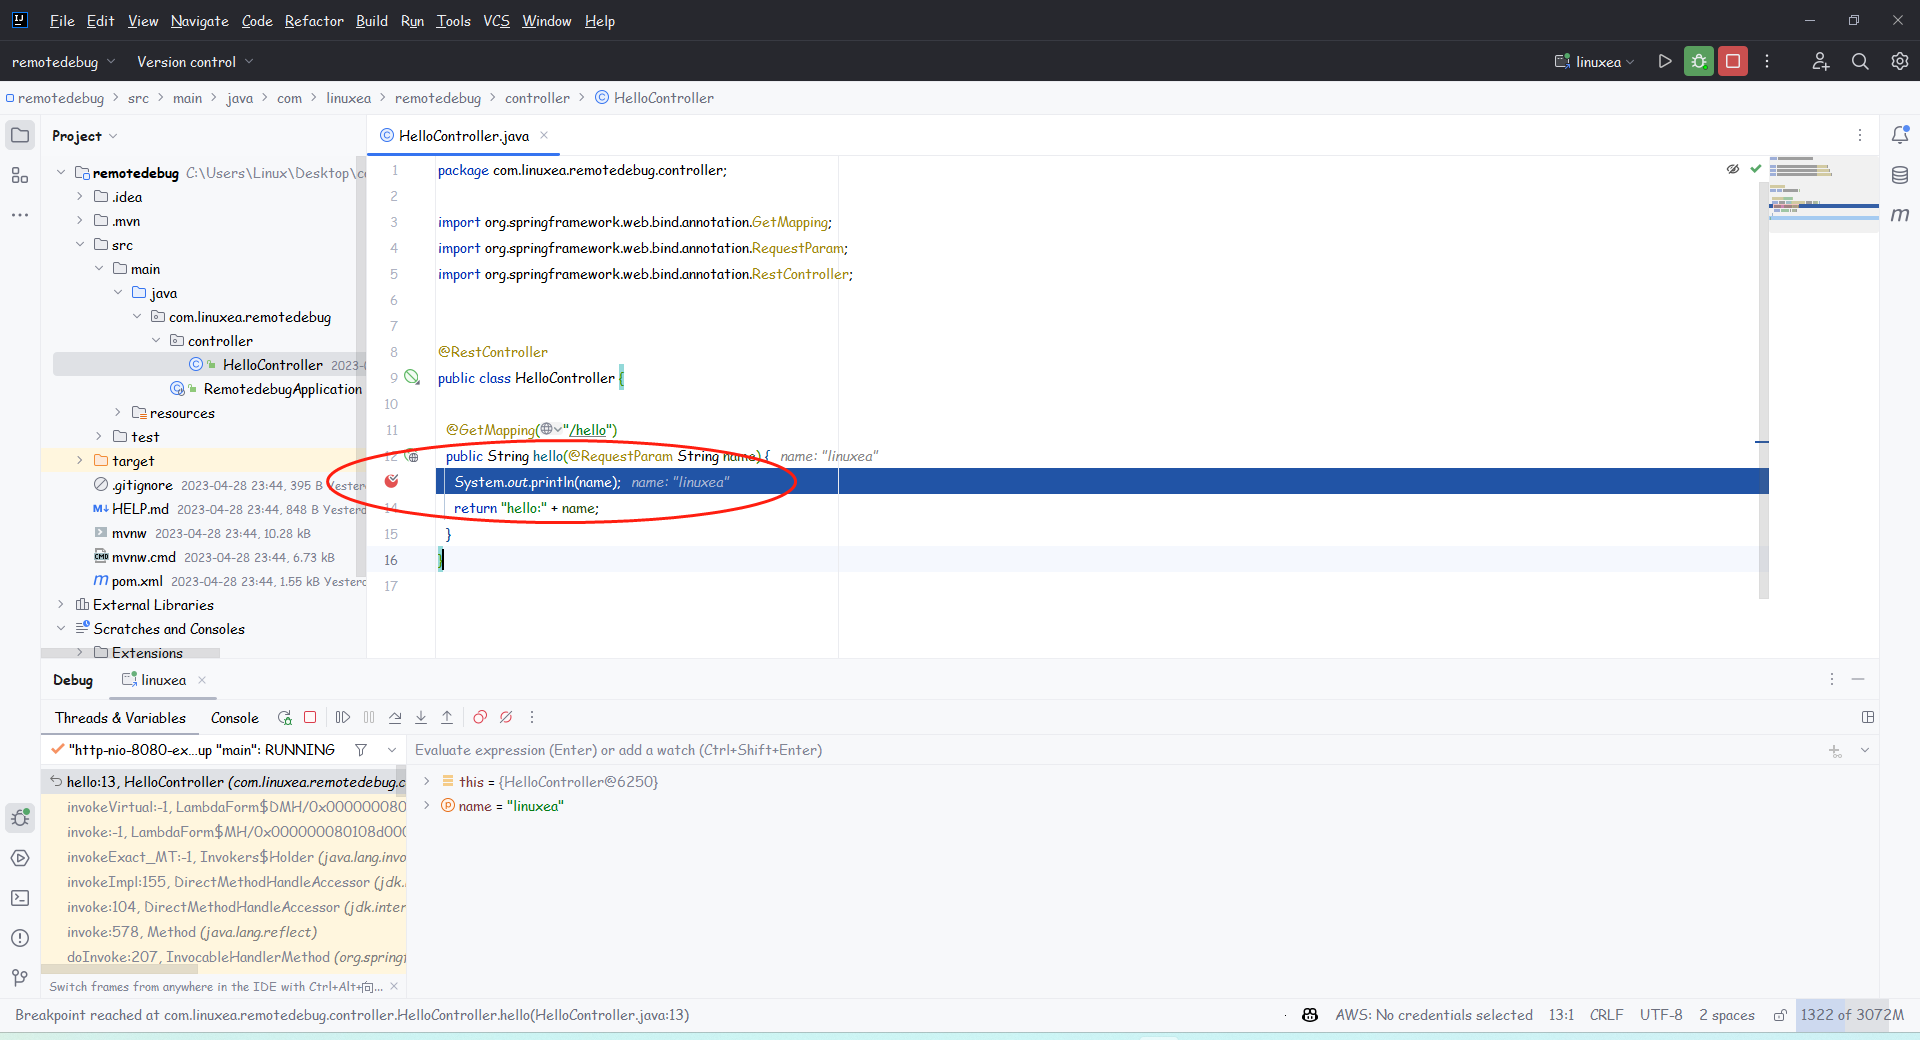 File Edit View Navigate Code Refactor Build Run Tools VCS Window Help
remotedebug Version control linuxea
remotedebug > src > main > java > com > linuxea > remotedebug > controller > HelloController
Project
HelloController.java
remotedebug C:\Users\Linux\Desktop\c
.idea
.mvn
src
main
java
com.linuxea.remotedebug
controller
HelloController 2023-
RemotedebugApplication
resources
test
target
.gitignore 2023-04-28 23:44, 395 B Yester
HELP.md 2023-04-28 23:44, 848 B Yesterd
mvnw 2023-04-28 23:44, 10.28 kB
mvnw.cmd 2023-04-28 23:44, 6.73 kB
pom.xml 2023-04-28 23:44, 1.55 kB Yesterd
External Libraries
Scratches and Consoles
Extensions
1 package com.linuxea.remotedebug.controller;
2
3 import org.springframework.web.bind.annotation.GetMapping;
4 import org.springframework.web.bind.annotation.RequestParam;
5 import org.springframework.web.bind.annotation.RestController;
6
7
8 @RestController
9 public class HelloController {
10
11 @GetMapping("/hello")
12 public String hello(@RequestParam String name) { name: "linuxea"
System.out.println(name); name: "linuxea"
14 return "hello:" + name;
15 }
16 }
17
Debug linuxea
Threads & Variables Console
"http-nio-8080-ex...up "main": RUNNING
Evaluate expression (Enter) or add a watch (Ctrl+Shift+Enter)
hello:13, HelloController (com.linuxea.remotedebug.c
invokeVirtual:-1, LambdaForm$DMH/0x000000080
invoke:-1, LambdaForm$MH/0x000000080108d000
invokeExact_MT:-1, Invokers$Holder (java.lang.invo
invokeImpl:155, DirectMethodHandleAccessor (jdk.
invoke:104, DirectMethodHandleAccessor (jdk.inter
invoke:578, Method (java.lang.reflect)
doInvoke:207, InvocableHandlerMethod (org.springf
this = {HelloController@6250}
name = "linuxea"
Switch frames from anywhere in the IDE with Ctrl+Alt+向...
Breakpoint reached at com.linuxea.remotedebug.controller.HelloController.hello(HelloController.java:13)
AWS: No credentials selected 13:1 CRLF UTF-8 2 spaces 1322 of 3072M